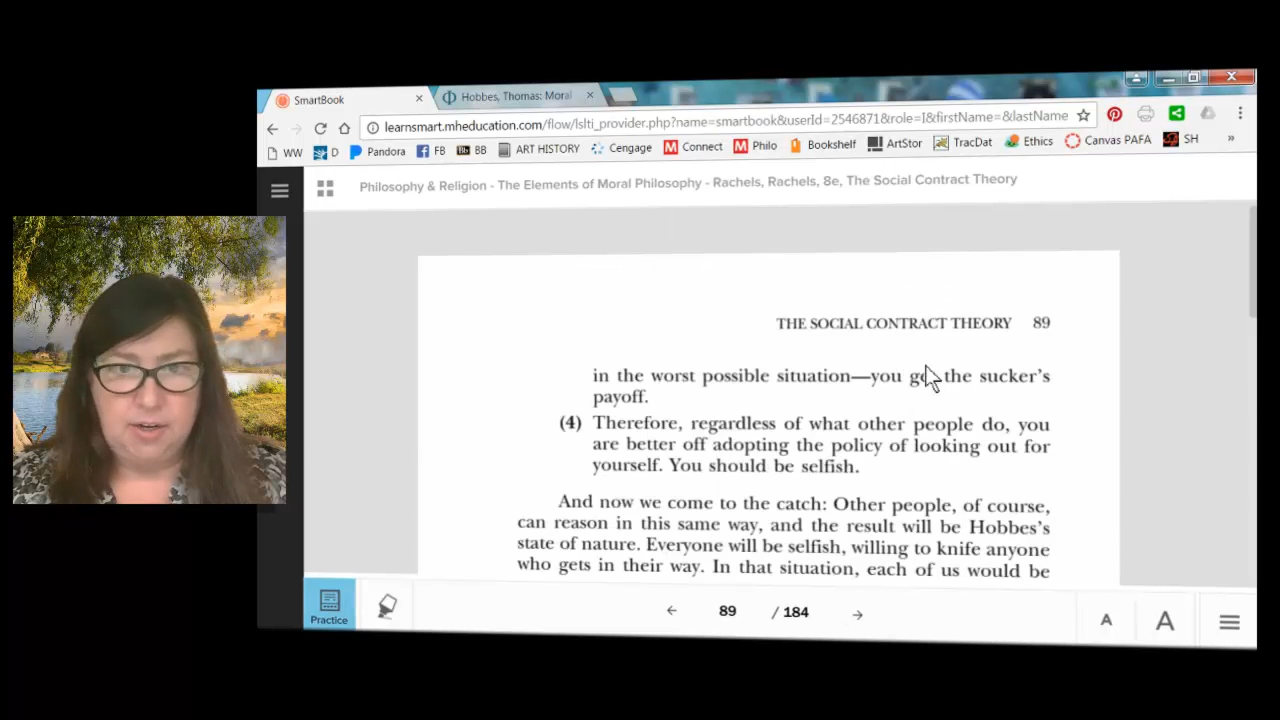 SmartBook
Hobbes, Thomas: Moral
learnsmart.mheducation.com/flow/lslti_provider.php?name=smartbook&userId=2546871&role=I&firstName=&lastName
WW D Pandora FB BB ART HISTORY Cengage Connect Philo Bookshelf ArtStor TracDat Ethics Canvas PAFA SH »
Philosophy & Religion - The Elements of Moral Philosophy - Rachels, Rachels, 8e, The Social Contract Theory
THE SOCIAL CONTRACT THEORY 89
in the worst possible situation—you get the sucker's
payoff.
(4) Therefore, regardless of what other people do, you
are better off adopting the policy of looking out for
yourself. You should be selfish.
And now we come to the catch: Other people, of course,
can reason in this same way, and the result will be Hobbes's
state of nature. Everyone will be selfish, willing to knife anyone
who gets in their way. In that situation, each of us would be
Practice
89 / 184
A A